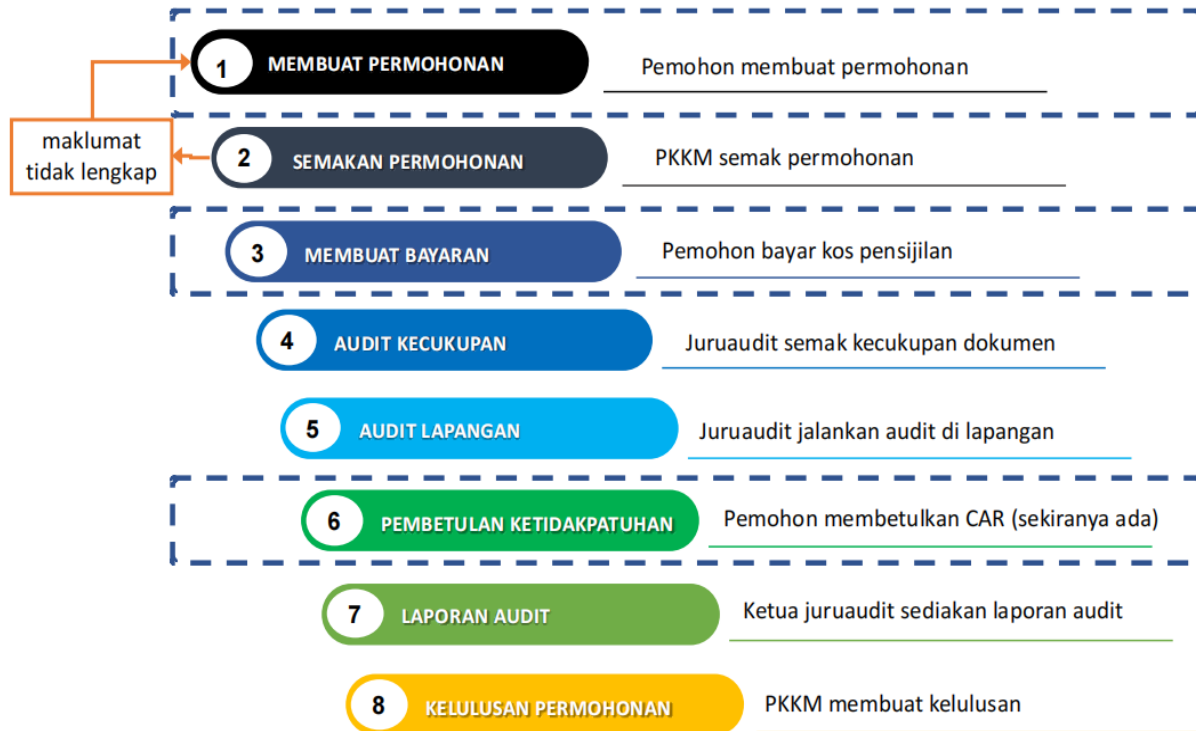 1 MEMBUAT PERMOHONAN Pemohon membuat permohonan
maklumat
tidak lengkap
2 SEMAKAN PERMOHONAN PKKM semak permohonan
3 MEMBUAT BAYARAN Pemohon bayar kos pensijilan
4 AUDIT KECUKUPAN Juruaudit semak kecukupan dokumen
5 AUDIT LAPANGAN Juruaudit jalankan audit di lapangan
6 PEMBETULAN KETIDAKPATUHAN Pemohon membetulkan CAR (sekiranya ada)
7 LAPORAN AUDIT Ketua juruaudit sediakan laporan audit
8 KELULUSAN PERMOHONAN PKKM membuat kelulusan